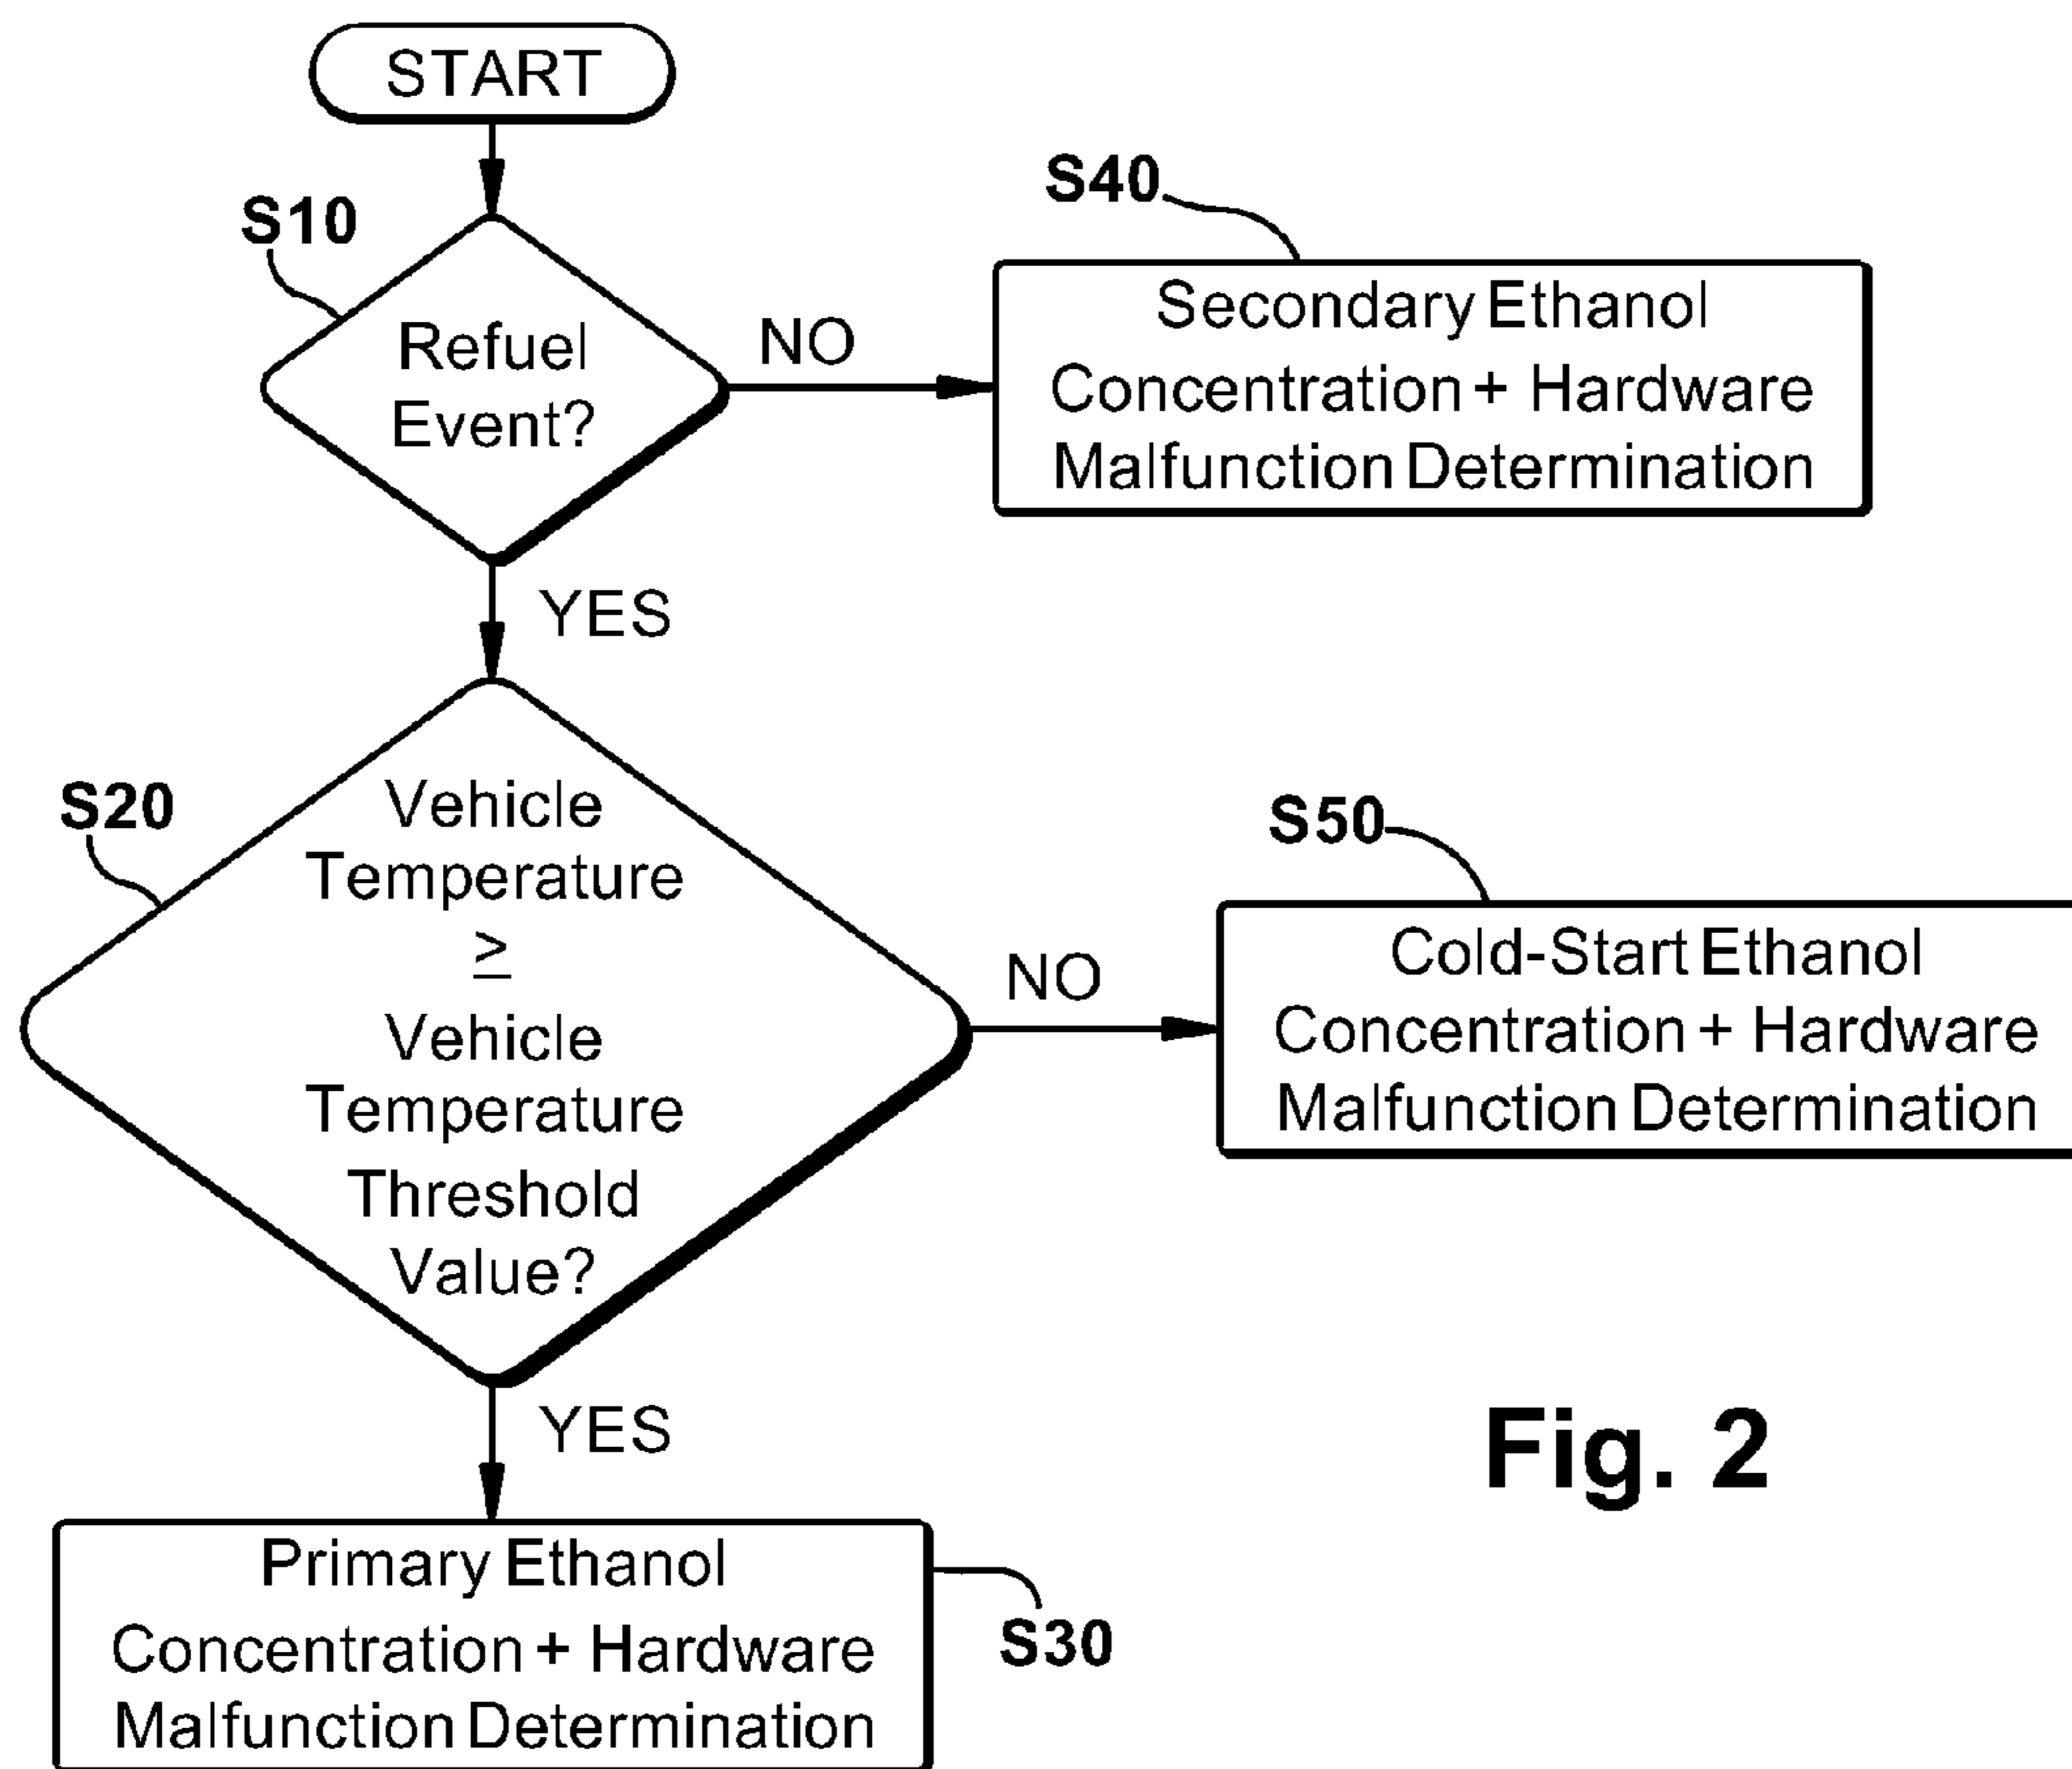 START
S10
Refuel
Event?
NO
S40
Secondary Ethanol
Concentration + Hardware
Malfunction Determination
YES
S20
Vehicle
Temperature
≥
Vehicle
Temperature
Threshold
Value?
NO
S50
Cold-Start Ethanol
Concentration + Hardware
Malfunction Determination
YES
Primary Ethanol
Concentration + Hardware
Malfunction Determination
S30
Fig. 2